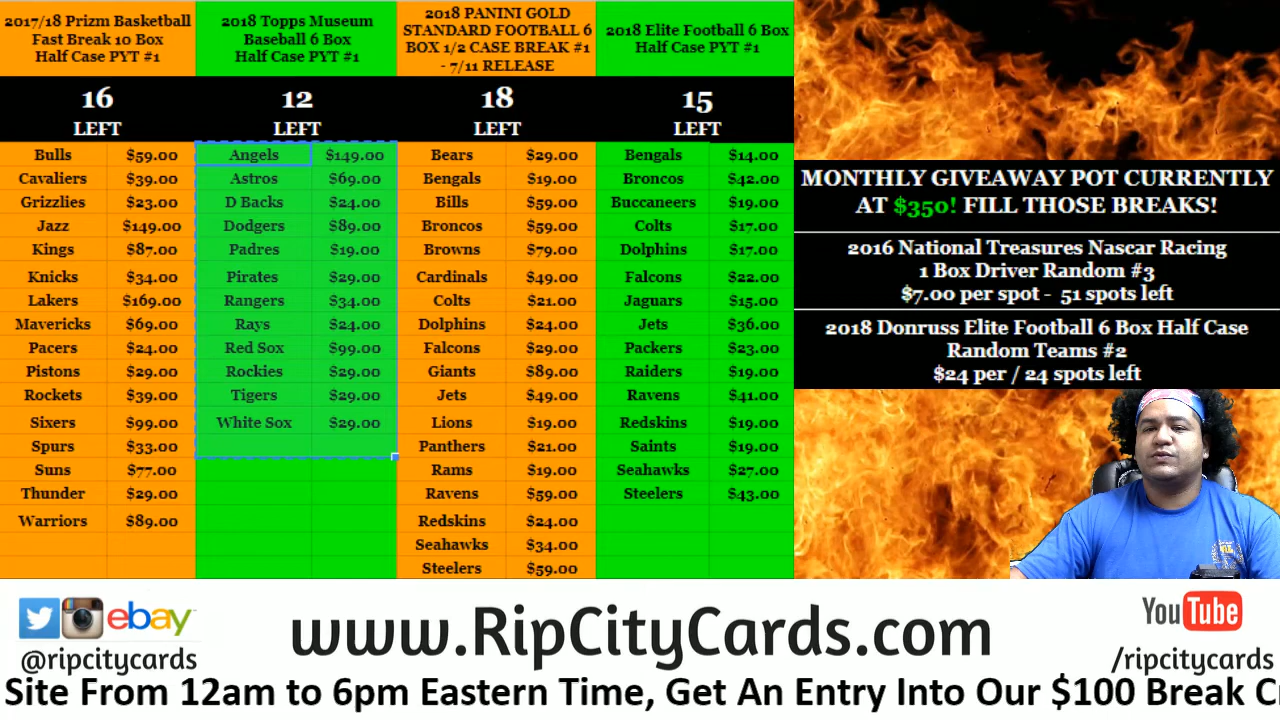 2017/18 Prizm Basketball
Fast Break 10 Box
Half Case PYT #1
16
LEFT
Bulls $59.00
Cavaliers $39.00
Grizzlies $23.00
Jazz $149.00
Kings $87.00
Knicks $34.00
Lakers $169.00
Mavericks $69.00
Pacers $24.00
Pistons $29.00
Rockets $39.00
Sixers $99.00
Spurs $33.00
Suns $77.00
Thunder $29.00
Warriors $89.00
2018 Topps Museum
Baseball 6 Box
Half Case PYT #1
12
LEFT
Angels $149.00
Astros $69.00
D Backs $24.00
Dodgers $89.00
Padres $19.00
Pirates $29.00
Rangers $34.00
Rays $24.00
Red Sox $99.00
Rockies $29.00
Tigers $29.00
White Sox $29.00
2018 PANINI GOLD
STANDARD FOOTBALL 6
BOX 1/2 CASE BREAK #1
- 7/11 RELEASE
18
LEFT
Bears $29.00
Bengals $19.00
Bills $59.00
Broncos $59.00
Browns $79.00
Cardinals $49.00
Colts $21.00
Dolphins $24.00
Falcons $29.00
Giants $89.00
Jets $49.00
Lions $19.00
Panthers $21.00
Rams $19.00
Ravens $59.00
Redskins $24.00
Seahawks $34.00
Steelers $59.00
2018 Elite Football 6 Box
Half Case PYT #1
15
LEFT
Bengals $14.00
Broncos $42.00
Buccaneers $19.00
Colts $17.00
Dolphins $17.00
Falcons $22.00
Jaguars $15.00
Jets $36.00
Packers $23.00
Raiders $19.00
Ravens $41.00
Redskins $19.00
Saints $19.00
Seahawks $27.00
Steelers $43.00
MONTHLY GIVEAWAY POT CURRENTLY
AT $350! FILL THOSE BREAKS!
2016 National Treasures Nascar Racing
1 Box Driver Random #3
$7.00 per spot - 51 spots left
2018 Donruss Elite Football 6 Box Half Case
Random Teams #2
$24 per / 24 spots left
ebay
@ripcitycards
www.RipCityCards.com
YouTube
/ripcitycards
Site From 12am to 6pm Eastern Time, Get An Entry Into Our $100 Break C